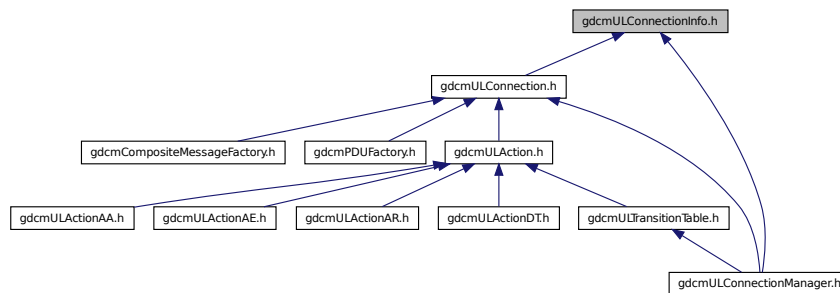 gdcmULConnectionInfo.h
gdcmULConnection.h
gdcmCompositeMessageFactory.h
gdcmPDUFactory.h
gdcmULAction.h
gdcmULActionAA.h
gdcmULActionAE.h
gdcmULActionAR.h
gdcmULActionDT.h
gdcmULTransitionTable.h
gdcmULConnectionManager.h